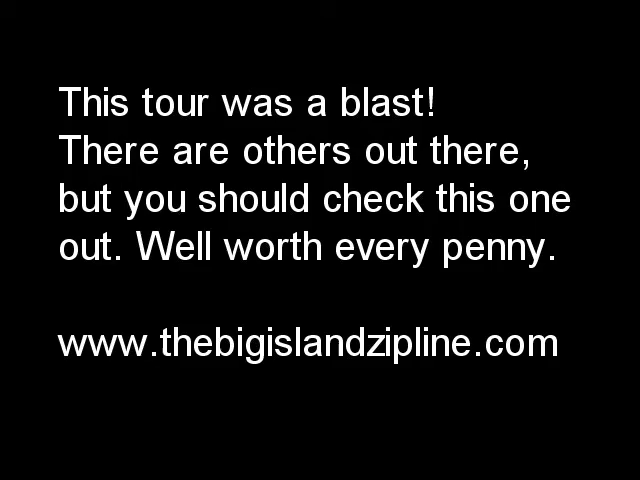 This tour was a blast!
There are others out there,
but you should check this one
out. Well worth every penny.
www.thebigislandzipline.com